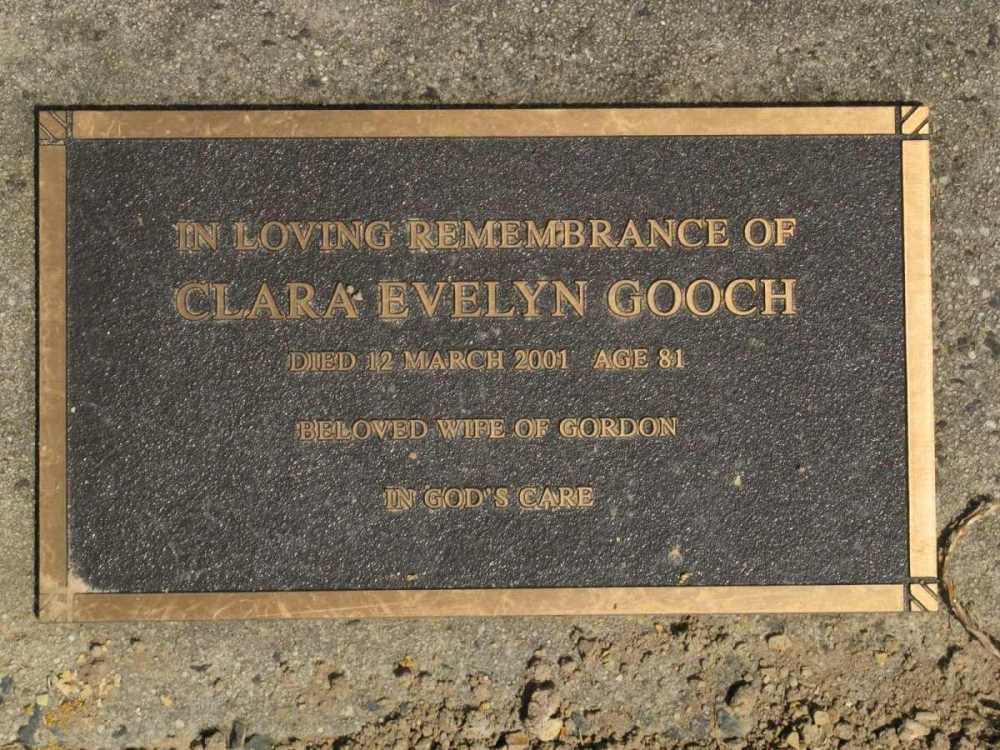 IN LOVING REMEMBRANCE OF
CLARA EVELYN GOOCH
DIED 12 MARCH 2001 AGE 81
BELOVED WIFE OF GORDON
IN GOD'S CARE